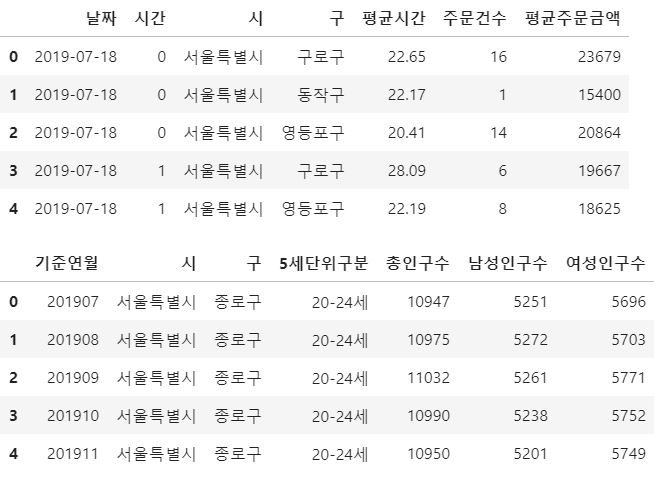 날짜 시간 시 구 평균시간 주문건수 평균주문금액
0 2019-07-18 0 서울특별시 구로구 22.65 16 23679
1 2019-07-18 0 서울특별시 동작구 22.17 1 15400
2 2019-07-18 0 서울특별시 영등포구 20.41 14 20864
3 2019-07-18 1 서울특별시 구로구 28.09 6 19667
4 2019-07-18 1 서울특별시 영등포구 22.19 8 18625
기준연월 시 구 5세단위구분 총인구수 남성인구수 여성인구수
0 201907 서울특별시 종로구 20-24세 10947 5251 5696
1 201908 서울특별시 종로구 20-24세 10975 5272 5703
2 201909 서울특별시 종로구 20-24세 11032 5261 5771
3 201910 서울특별시 종로구 20-24세 10990 5238 5752
4 201911 서울특별시 종로구 20-24세 10950 5201 5749